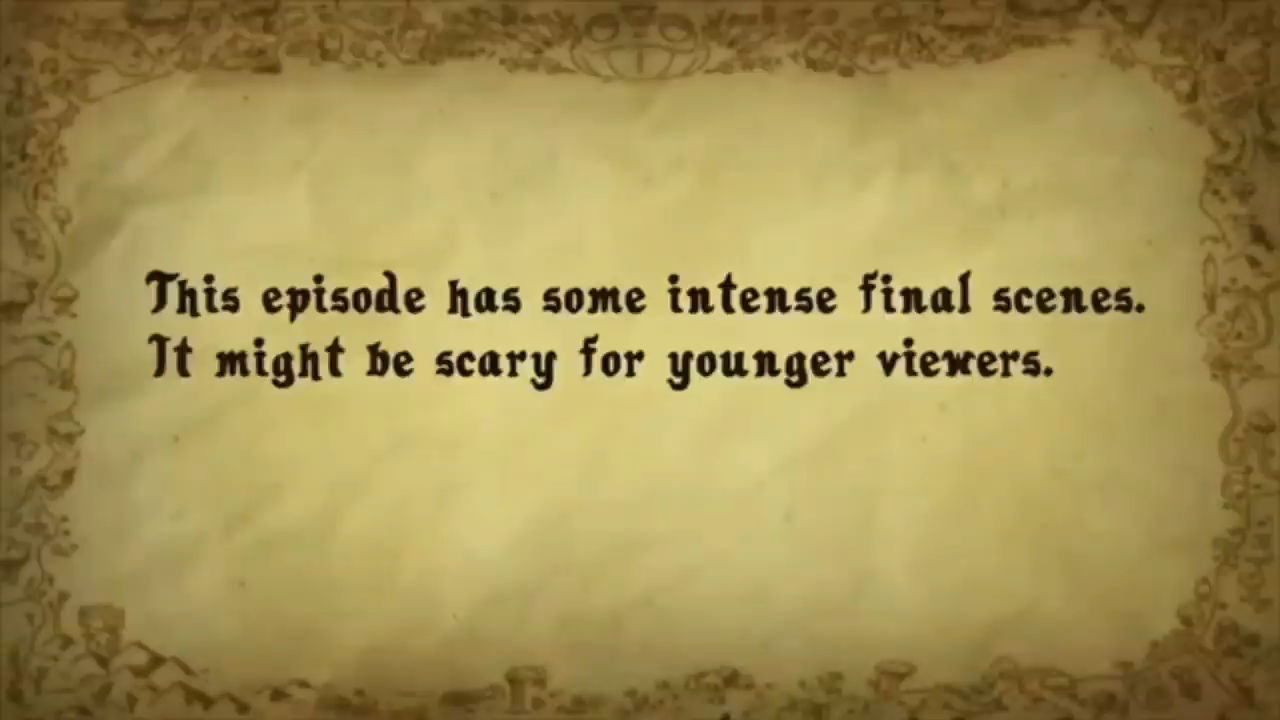 This episode has some intense final scenes.
It might be scary for younger viewers.